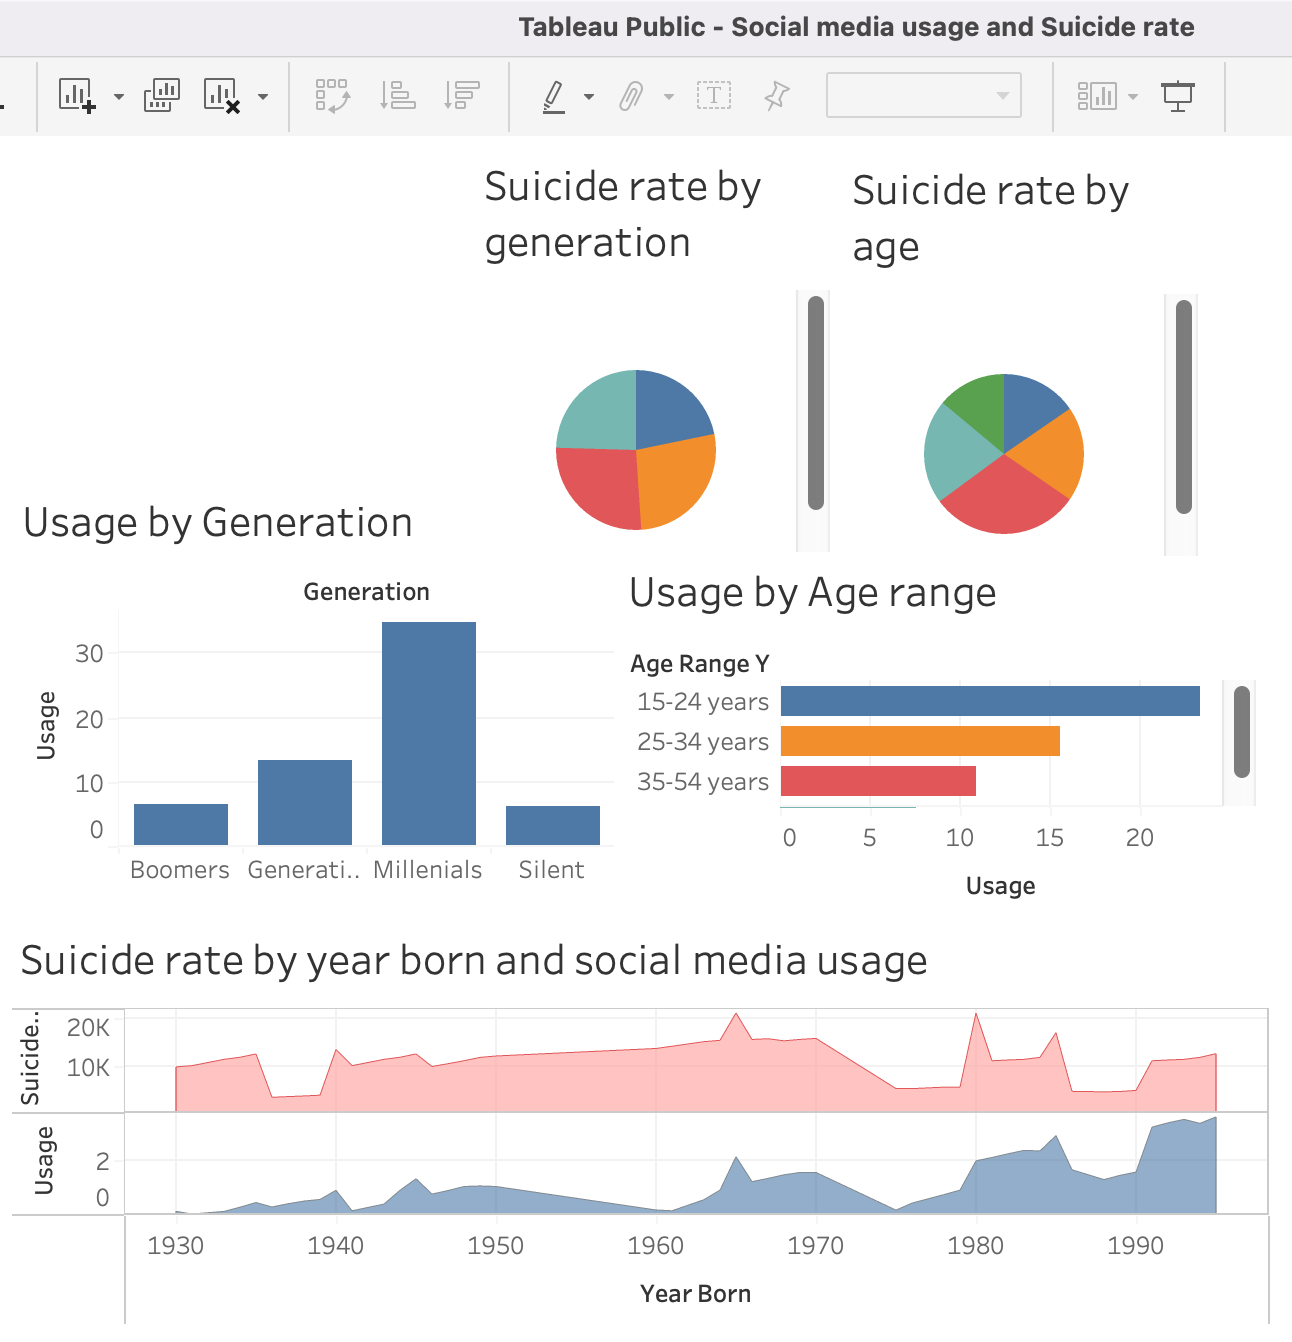 Tableau Public - Social media usage and Suicide rate
T
Suicide rate by
generation
Suicide rate by
age
Usage by Generation
Generation
Usage
30
20
10
0
Boomers Generati.. Millenials Silent
Usage by Age range
Age Range Y
15-24 years
25-34 years
35-54 years
0 5 10 15 20
Usage
Suicide rate by year born and social media usage
Suicide..
20K
10K
Usage
2
0
1930 1940 1950 1960 1970 1980 1990
Year Born